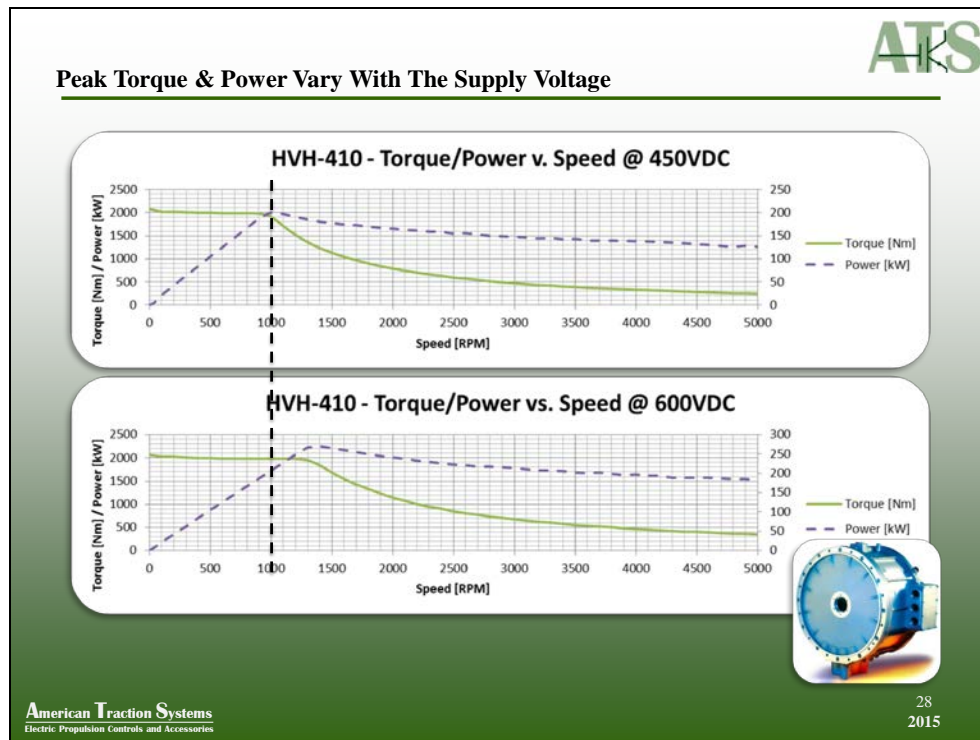 ATS
Peak Torque & Power Vary With The Supply Voltage
HVH-410 - Torque/Power v. Speed @ 450VDC
Torque [Nm] / Power [kW]
2500
2000
1500
1000
500
0
250
200
150
100
50
0
0 500 1000 1500 2000 2500 3000 3500 4000 4500 5000
Speed [RPM]
Torque [Nm]
Power [kW]
HVH-410 - Torque/Power vs. Speed @ 600VDC
Torque [Nm] / Power [kW]
2500
2000
1500
1000
500
0
300
250
200
150
100
50
0
0 500 1000 1500 2000 2500 3000 3500 4000 4500 5000
Speed [RPM]
Torque [Nm]
Power [kW]
American Traction Systems
Electric Propulsion Controls and Accessories
28
2015